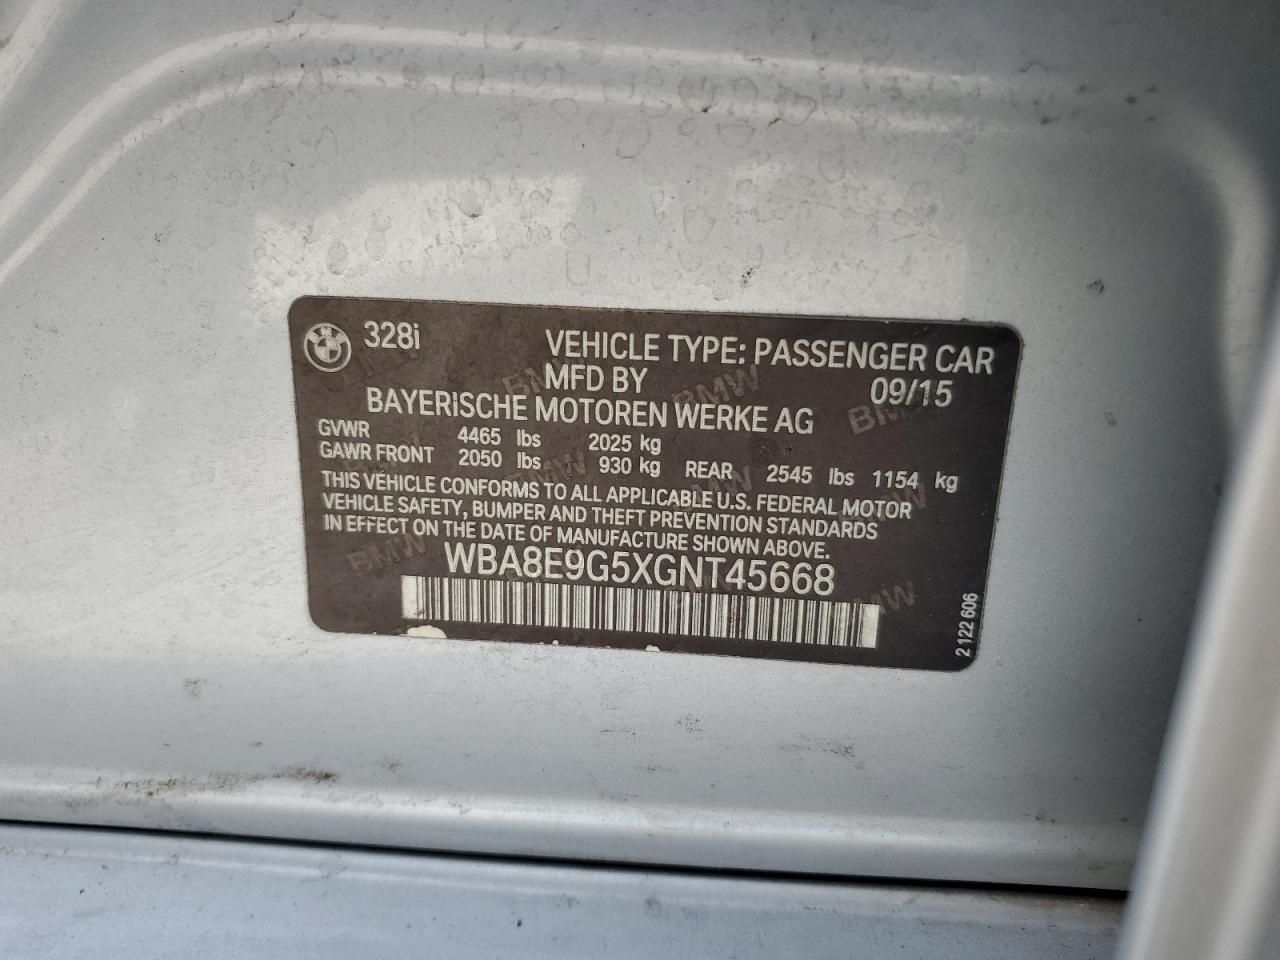 328i VEHICLE TYPE: PASSENGER CAR
MFD BY 09/15
BAYERISCHE MOTOREN WERKE AG
GVWR 4465 lbs 2025 kg
GAWR FRONT 2050 lbs 930 kg REAR 2545 lbs 1154 kg
THIS VEHICLE CONFORMS TO ALL APPLICABLE U.S. FEDERAL MOTOR
VEHICLE SAFETY, BUMPER AND THEFT PREVENTION STANDARDS
IN EFFECT ON THE DATE OF MANUFACTURE SHOWN ABOVE.
WBA8E9G5XGNT45668
2 122 606